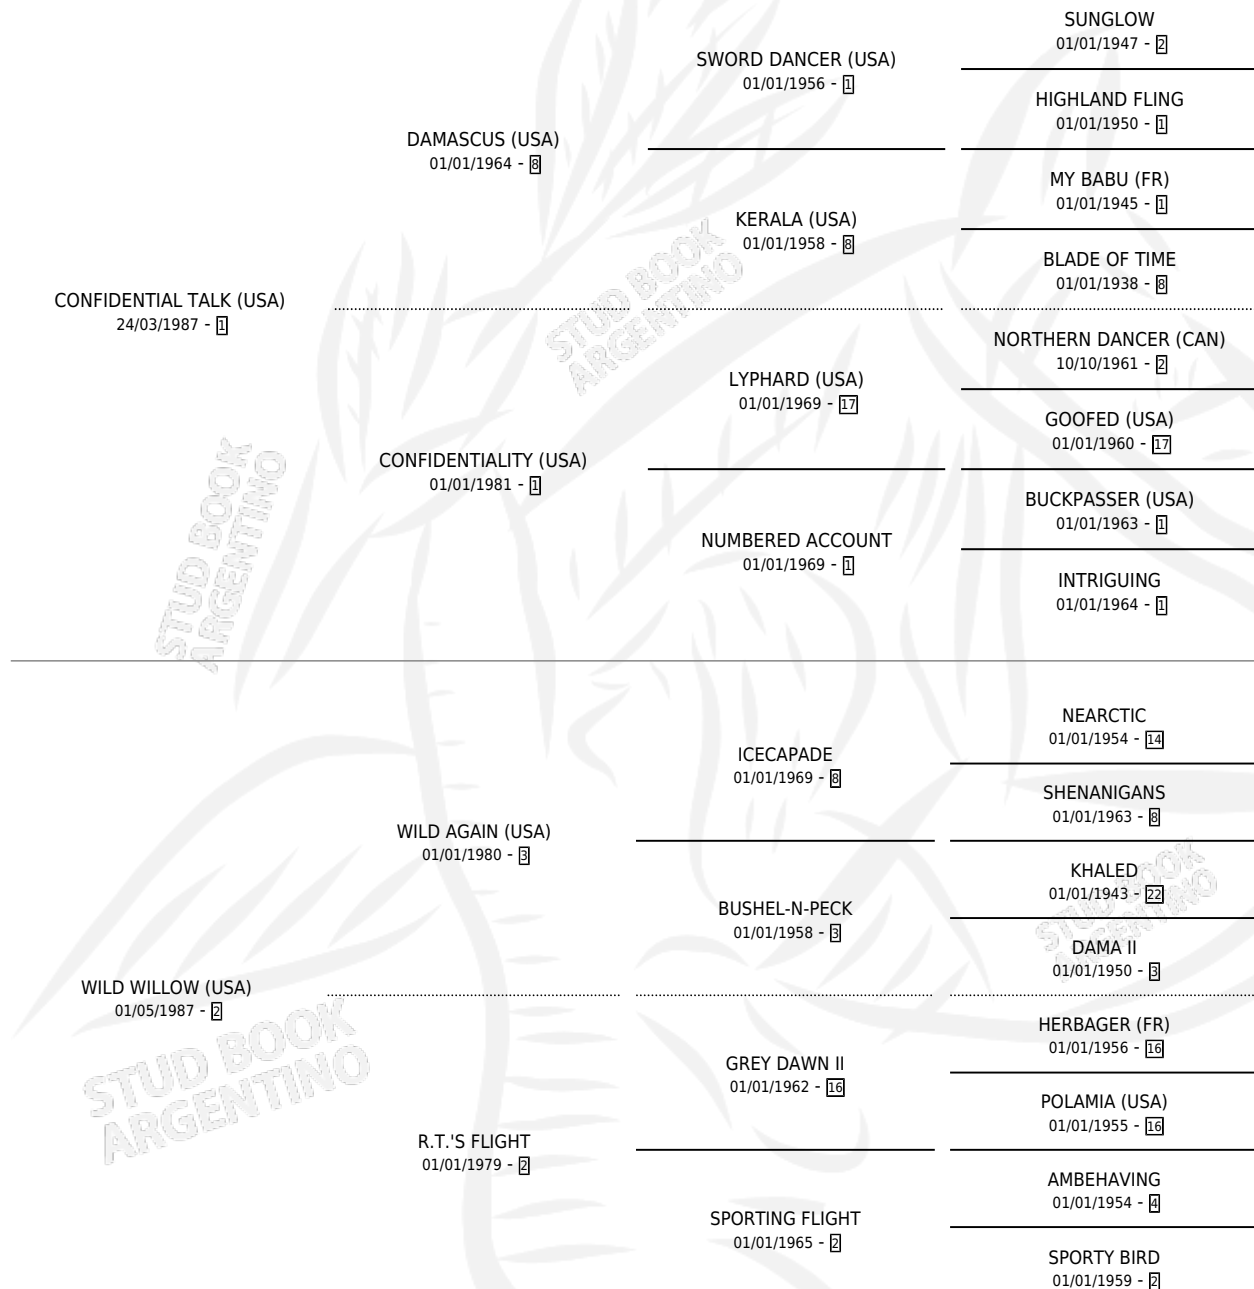 SUNGLOW
01/01/1947 - 2
SWORD DANCER (USA)
01/01/1956 - 1
HIGHLAND FLING
01/01/1950 - 1
DAMASCUS (USA)
01/01/1964 - 8
MY BABU (FR)
01/01/1945 - 1
KERALA (USA)
01/01/1958 - 8
BLADE OF TIME
01/01/1938 - 8
CONFIDENTIAL TALK (USA)
24/03/1987 - 1
NORTHERN DANCER (CAN)
10/10/1961 - 2
LYPHARD (USA)
01/01/1969 - 17
GOOFED (USA)
01/01/1960 - 17
CONFIDENTIALITY (USA)
01/01/1981 - 1
BUCKPASSER (USA)
01/01/1963 - 1
NUMBERED ACCOUNT
01/01/1969 - 1
INTRIGUING
01/01/1964 - 1
NEARCTIC
01/01/1954 - 14
ICECAPADE
01/01/1969 - 8
SHENANIGANS
01/01/1963 - 8
WILD AGAIN (USA)
01/01/1980 - 3
KHALED
01/01/1943 - 22
BUSHEL-N-PECK
01/01/1958 - 3
DAMA II
01/01/1950 - 3
WILD WILLOW (USA)
01/05/1987 - 2
HERBAGER (FR)
01/01/1956 - 16
GREY DAWN II
01/01/1962 - 16
POLAMIA (USA)
01/01/1955 - 16
R.T.'S FLIGHT
01/01/1979 - 2
AMBEHAVING
01/01/1954 - 4
SPORTING FLIGHT
01/01/1965 - 2
SPORTY BIRD
01/01/1959 - 2
STUD BOOK
ARGENTINO
STUD BOOK
ARGENTINO
STUD BOOK
ARGENTINO
STUD BOOK
ARGENTINO